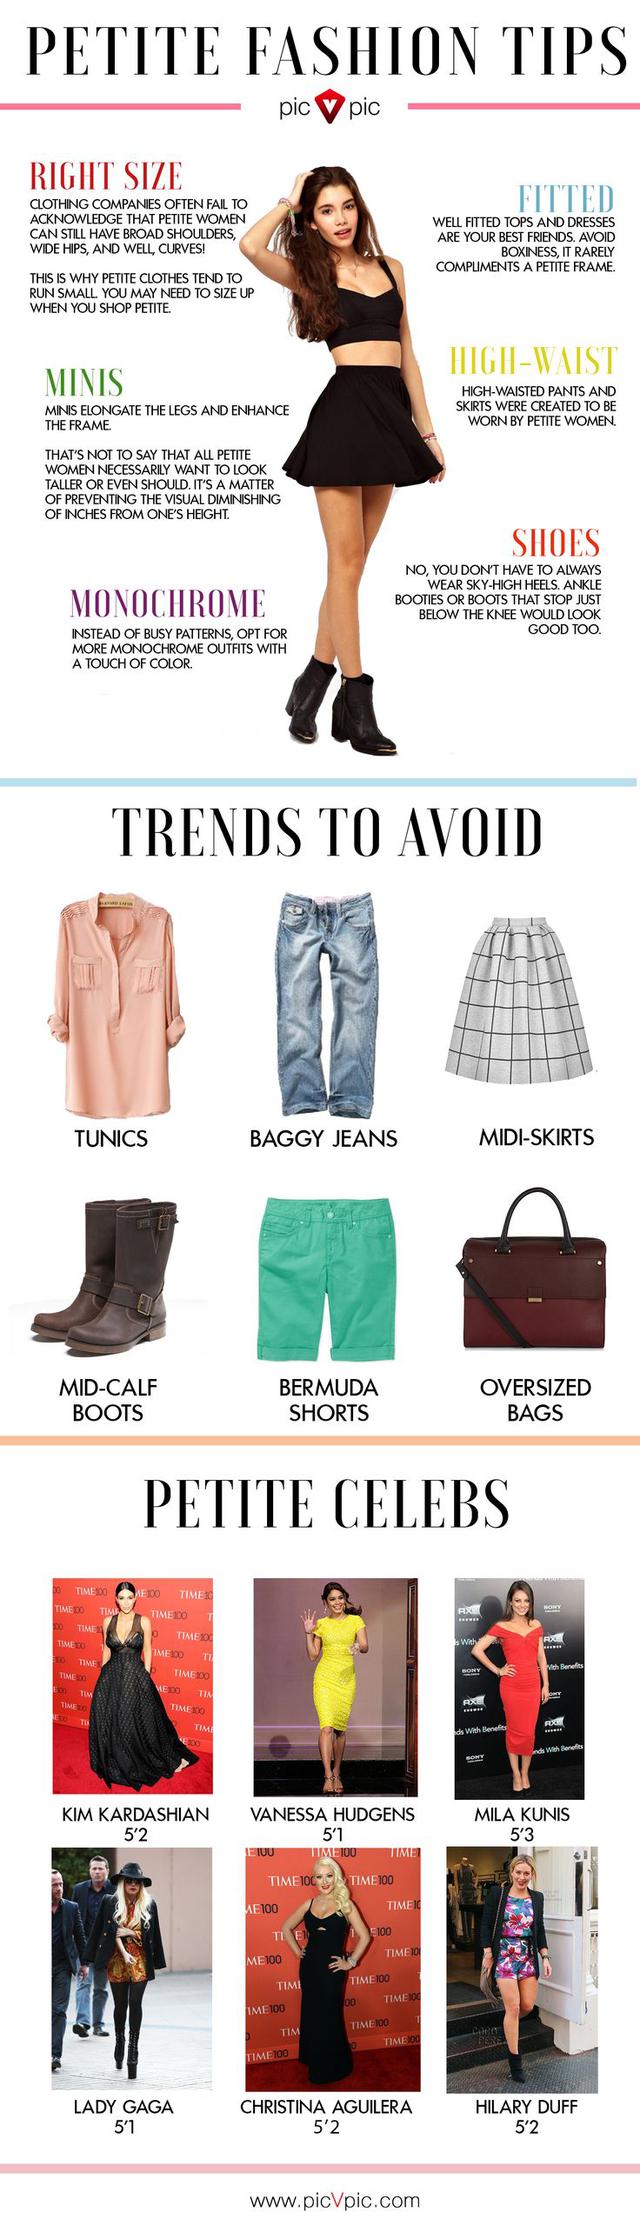 PETITE FASHION TIPS
pic V pic
RIGHT SIZE
CLOTHING COMPANIES OFTEN FAIL TO
ACKNOWLEDGE THAT PETITE WOMEN
CAN STILL HAVE BROAD SHOULDERS,
WIDE HIPS, AND WELL, CURVES!
THIS IS WHY PETITE CLOTHES TEND TO
RUN SMALL. YOU MAY NEED TO SIZE UP
WHEN YOU SHOP PETITE.
FITTED
WELL FITTED TOPS AND DRESSES
ARE YOUR BEST FRIENDS. AVOID
BOXINESS, IT RARELY
COMPLIMENTS A PETITE FRAME.
MINIS
MINIS ELONGATE THE LEGS AND ENHANCE
THE FRAME.
THAT'S NOT TO SAY THAT ALL PETITE
WOMEN NECESSARILY WANT TO LOOK
TALLER OR EVEN SHOULD. IT'S A MATTER
OF PREVENTING THE VISUAL DIMINISHING
OF INCHES FROM ONE'S HEIGHT.
HIGH-WAIST
HIGH-WAISTED PANTS AND
SKIRTS WERE CREATED TO BE
WORN BY PETITE WOMEN.
SHOES
NO, YOU DON'T HAVE TO ALWAYS
WEAR SKY-HIGH HEELS. ANKLE
BOOTIES OR BOOTS THAT STOP JUST
BELOW THE KNEE WOULD LOOK
GOOD TOO.
MONOCHROME
INSTEAD OF BUSY PATTERNS, OPT FOR
MORE MONOCHROME OUTFITS WITH
A TOUCH OF COLOR.
TRENDS TO AVOID
TUNICS
BAGGY JEANS
MIDI-SKIRTS
MID-CALF
BOOTS
BERMUDA
SHORTS
OVERSIZED
BAGS
PETITE CELEBS
TIME100
SONY
AXE
With Benefits
KIM KARDASHIAN
5'2
VANESSA HUDGENS
5'1
MILA KUNIS
5'3
TIME100
LADY GAGA
5'1
CHRISTINA AGUILERA
5'2
HILARY DUFF
5'2
www.picVpic.com